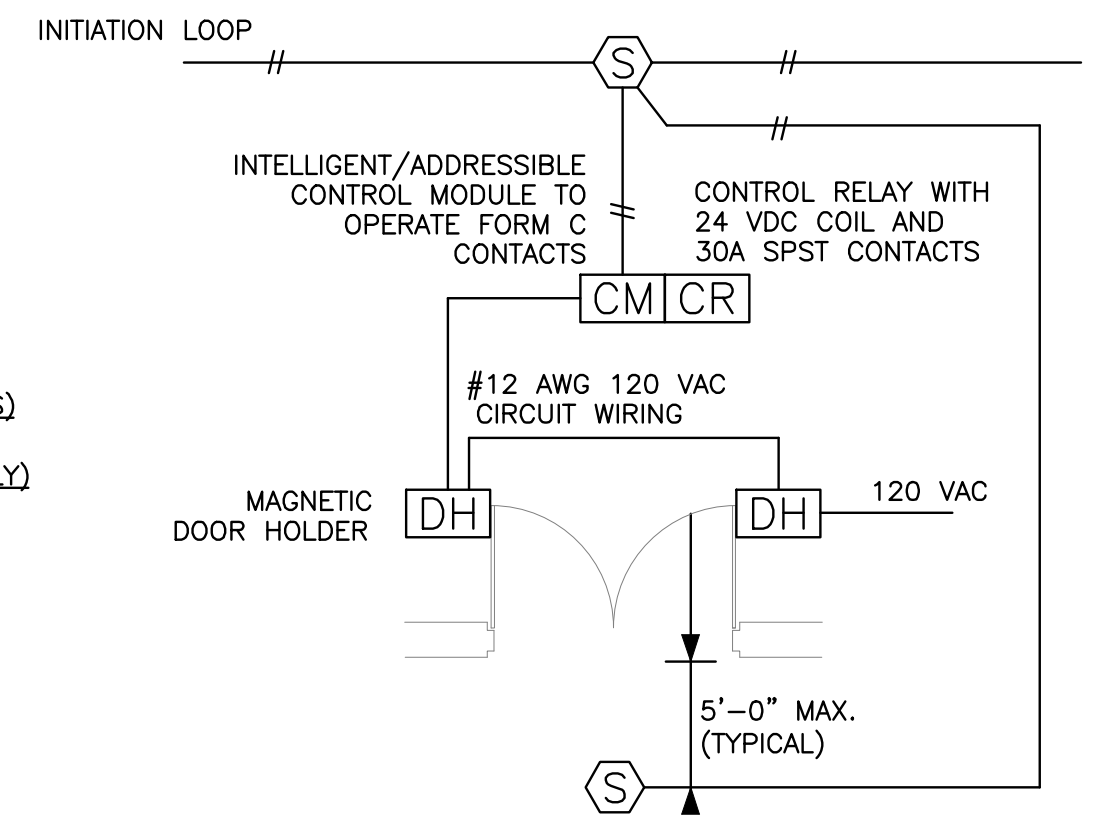 INITIATION LOOP
S
INTELLIGENT/ADDRESSIBLE
CONTROL MODULE TO
OPERATE FORM C
CONTACTS
CONTROL RELAY WITH
24 VDC COIL AND
30A SPST CONTACTS
CM CR
#12 AWG 120 VAC
CIRCUIT WIRING
S)
LY)
MAGNETIC
DOOR HOLDER
DH
DH
120 VAC
5'-0" MAX.
(TYPICAL)
S